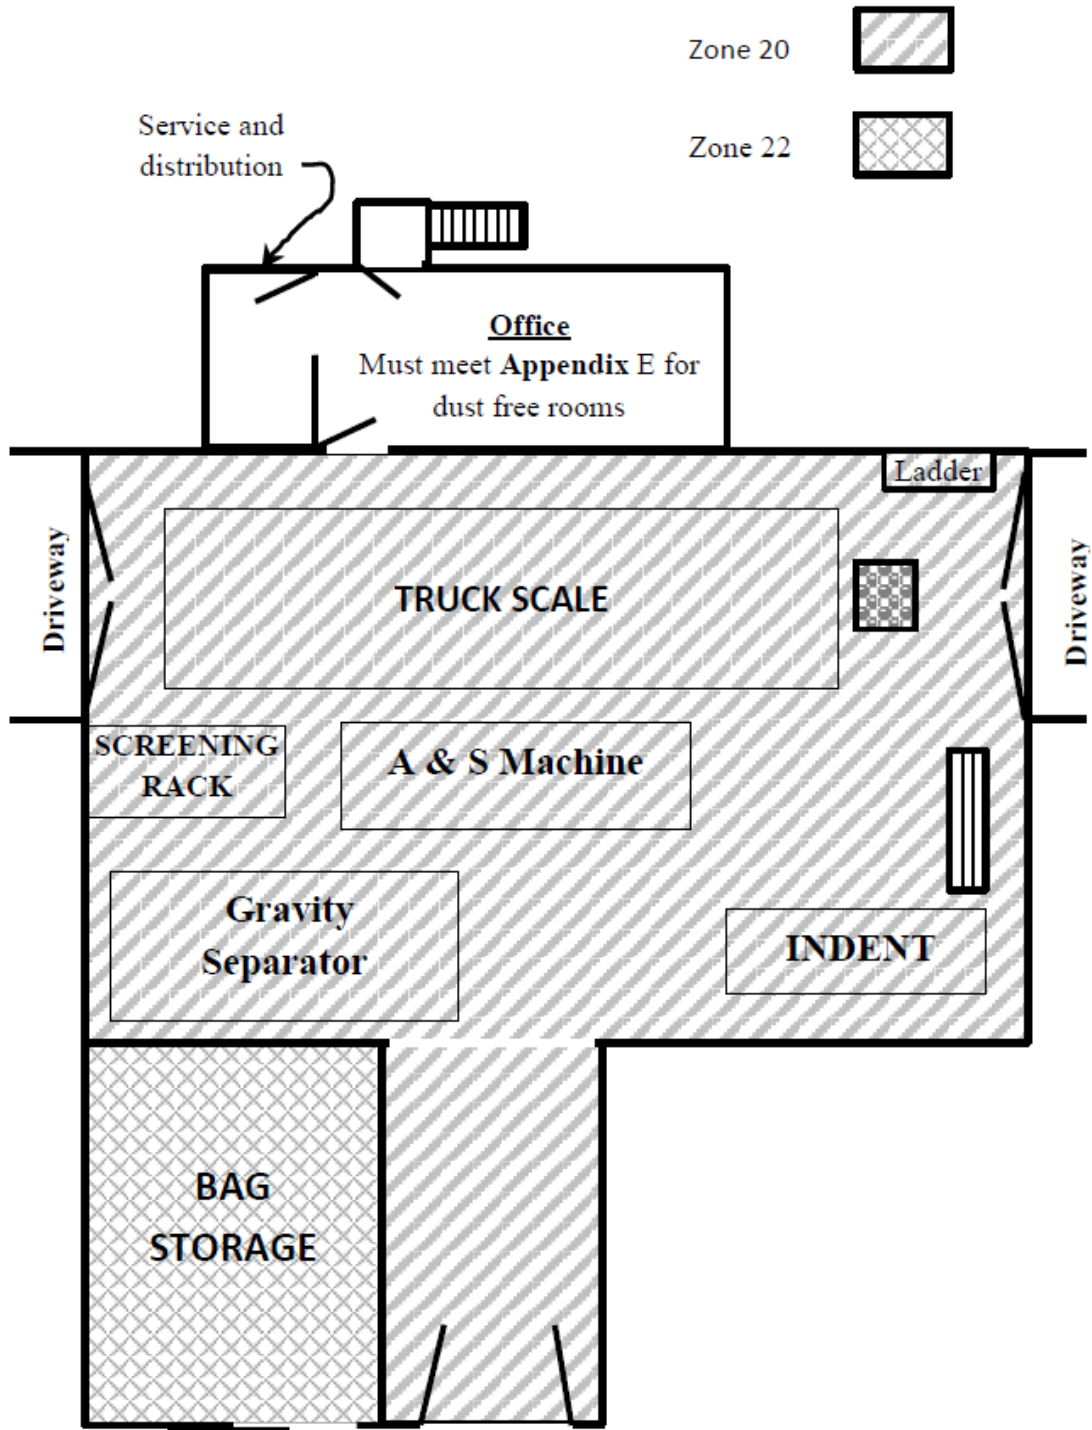 Zone 20
Service and
distribution
Zone 22
Office
Must meet Appendix E for
dust free rooms
Ladder
Driveway
TRUCK SCALE
Driveway
SCREENING
RACK
A & S Machine
Gravity
Separator
INDENT
BAG
STORAGE